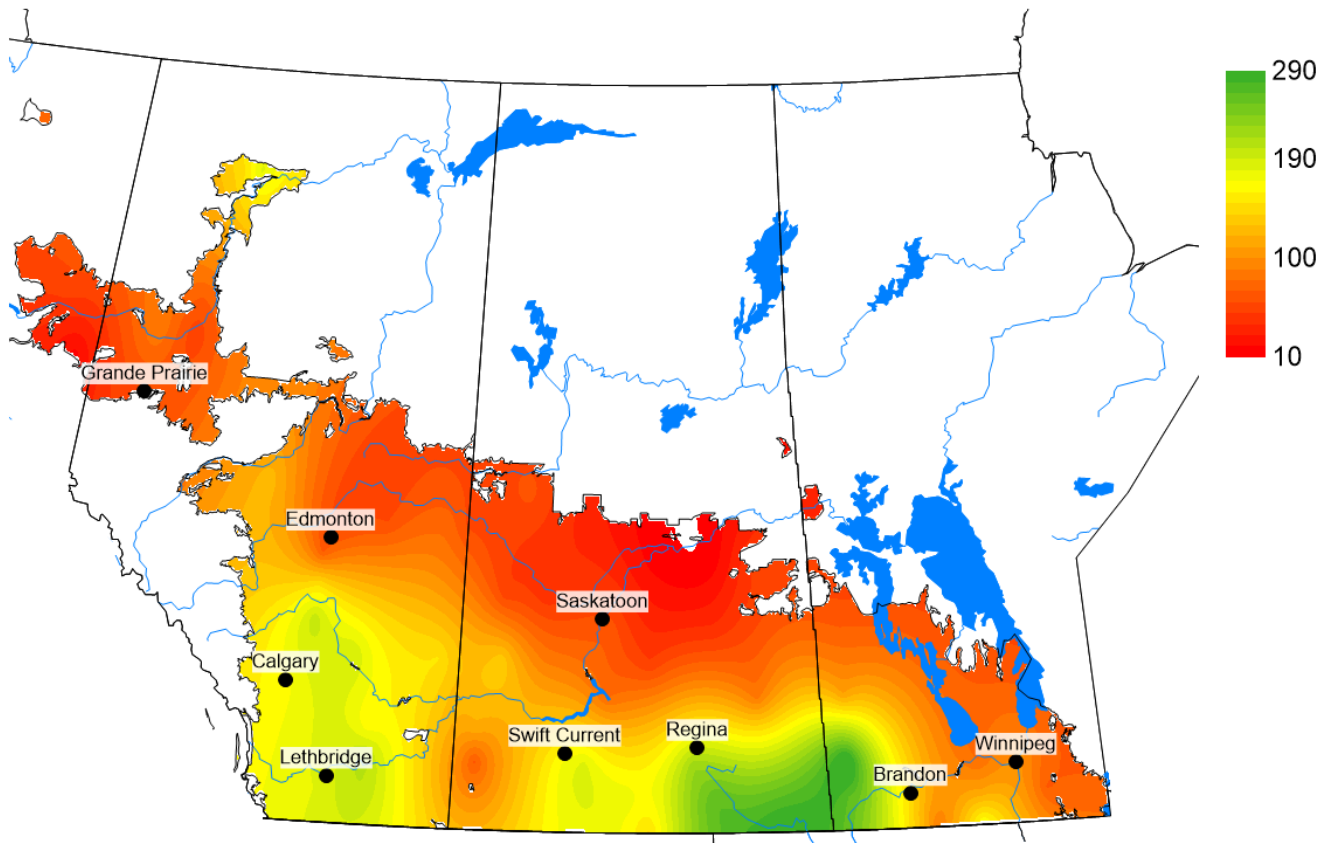 290
190
100
10
Grande Prairie
Edmonton
Saskatoon
Calgary
Swift Current
Regina
Lethbridge
Winnipeg
Brandon